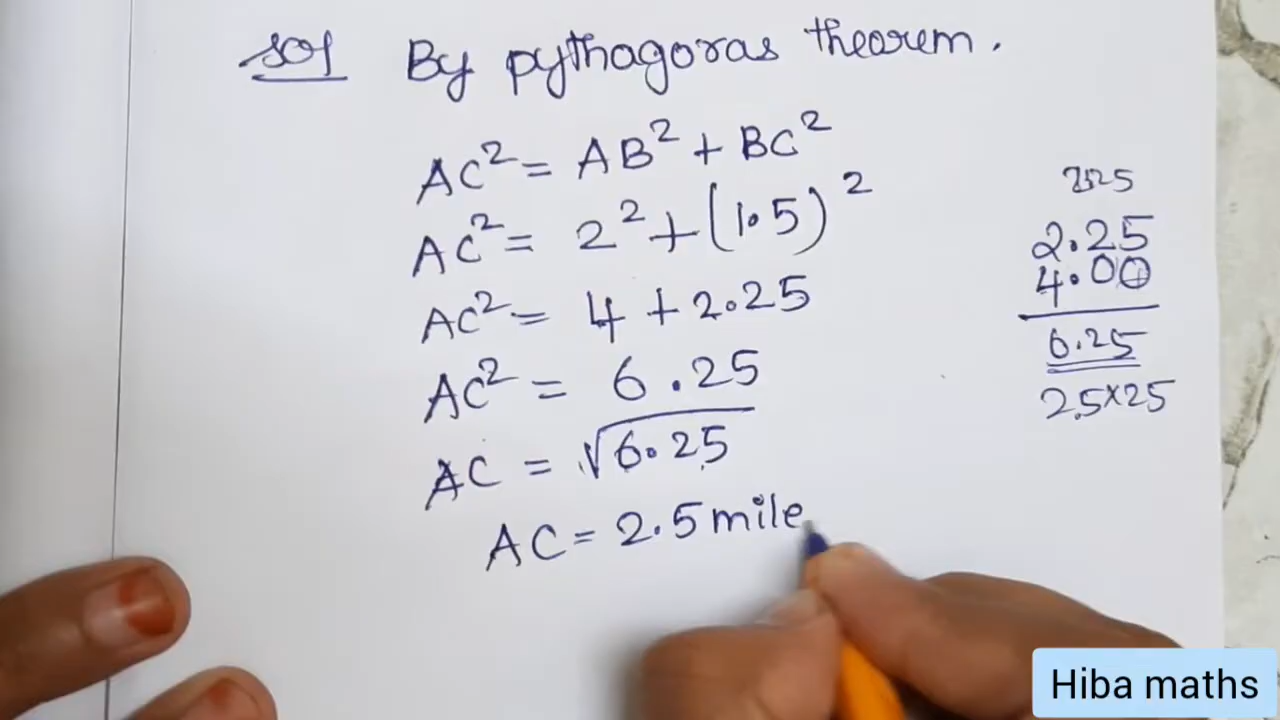 sol By pythagoras theorem.
AC² = AB² + BC²
AC² = 2² + (1.5)²
AC² = 4 + 2.25
AC² = 6.25
AC = √6.25
AC = 2.5 mile
2.25
4.00
6.25
25×25
Hiba maths